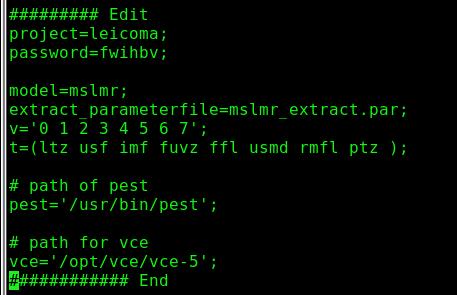 ######### Edit
project=leicoma;
password=fwihbv;
model=mslmr;
extract_parameterfile=mslmr_extract.par;
v='0 1 2 3 4 5 6 7';
t=(ltz usf imf fuvz ffl usmd rmfl ptz );
# path of pest
pest='/usr/bin/pest';
# path for vce
vce='/opt/vce/vce-5';
############ End